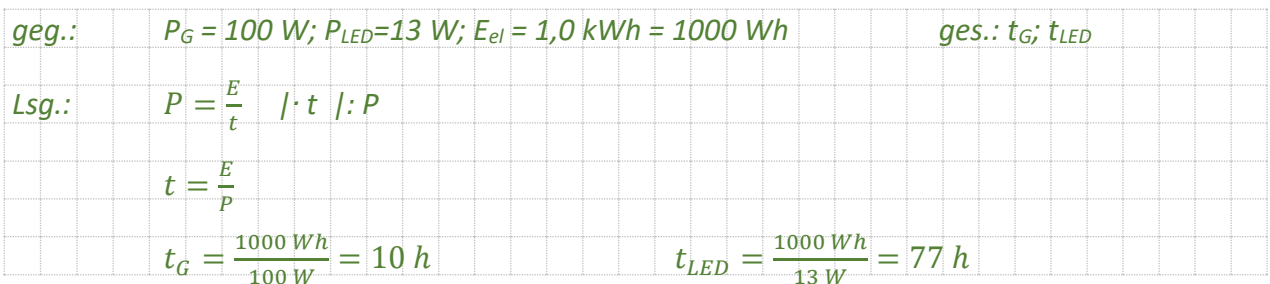 geg.: P_G = 100 W; P_LED=13 W; E_el = 1,0 kWh = 1000 Wh ges.: t_G; t_LED
Lsg.: P = E/t |· t |: P
t = E/P
t_G = 1000 Wh/100 W = 10 h t_LED = 1000 Wh/13 W = 77 h